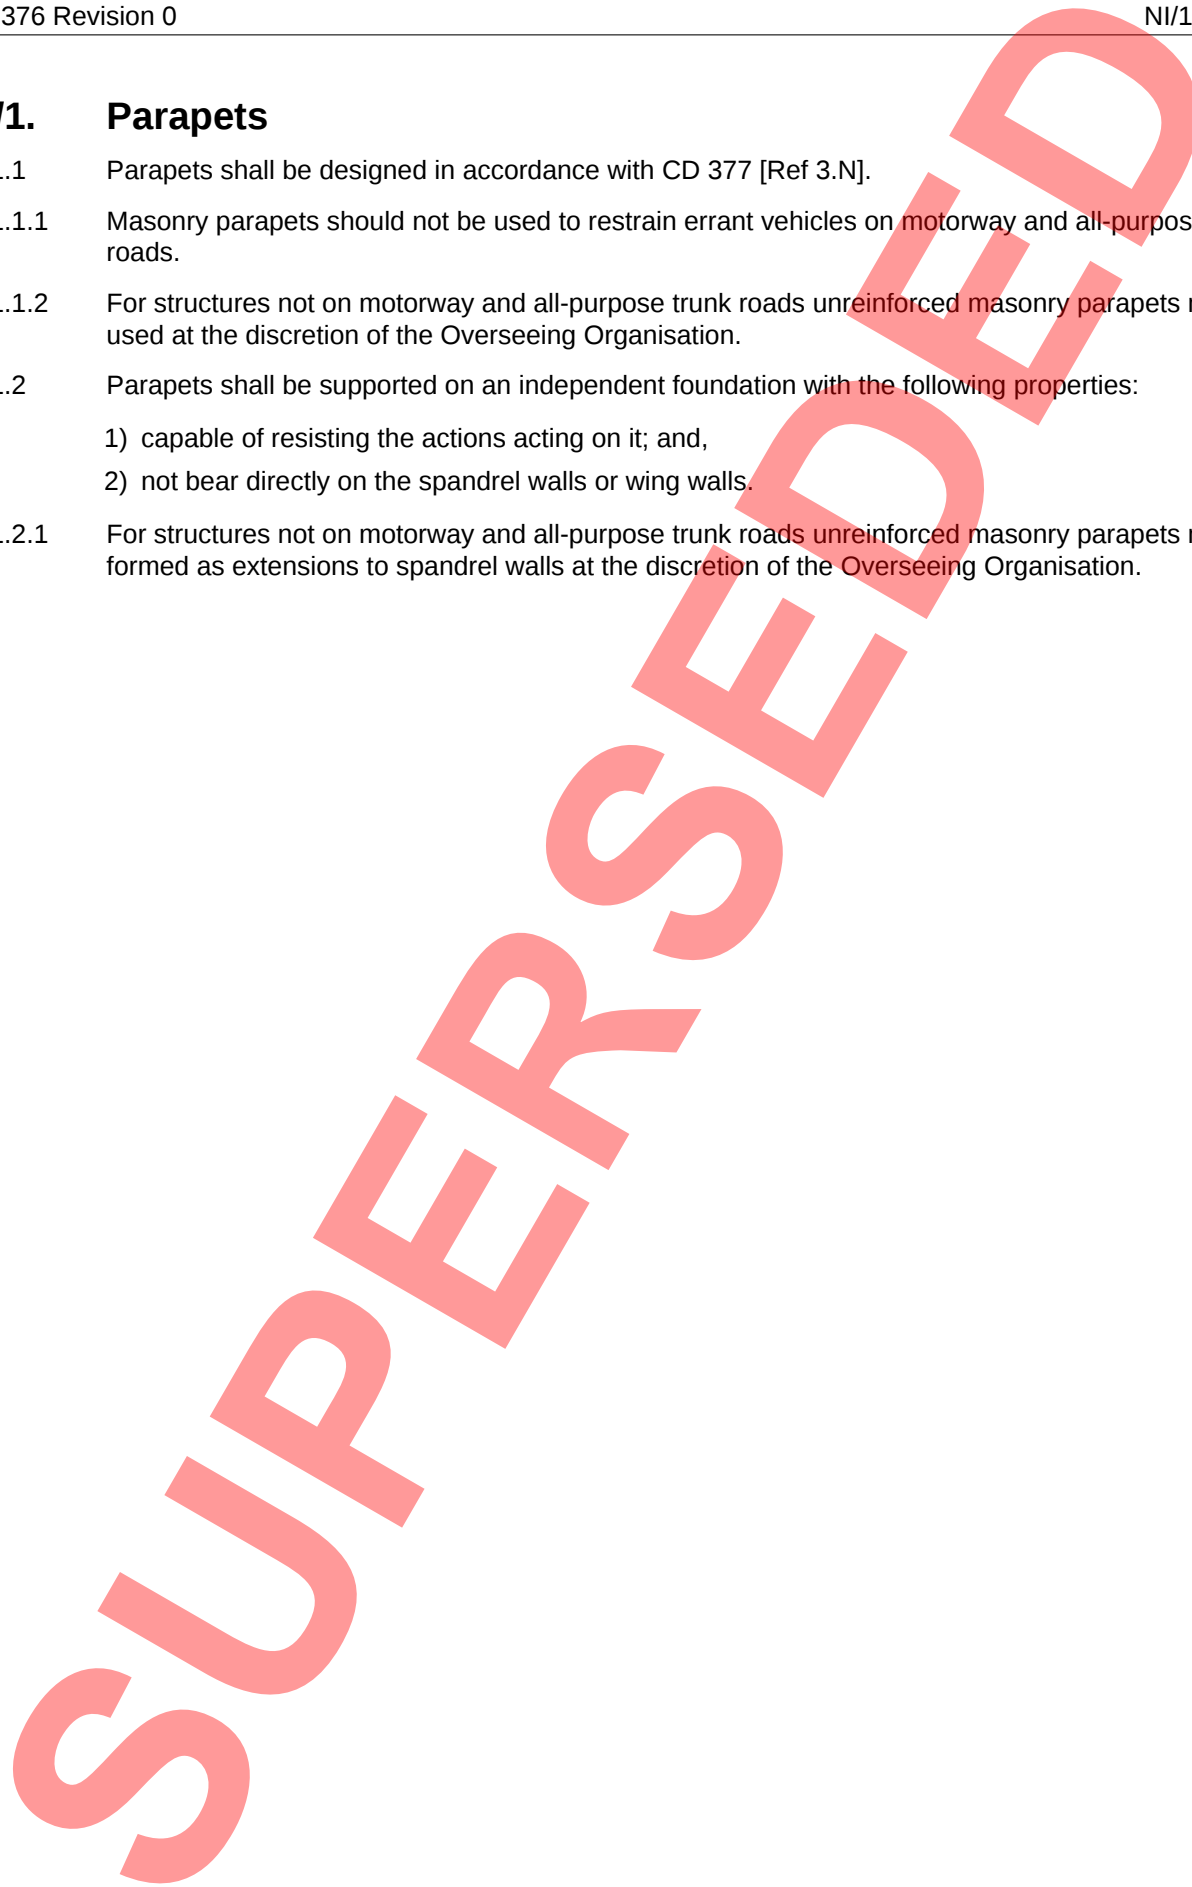 376 Revision 0 NI/1
/1. Parapets
.1 Parapets shall be designed in accordance with CD 377 [Ref 3.N].
.1.1 Masonry parapets should not be used to restrain errant vehicles on motorway and all-purpos
roads.
.1.2 For structures not on motorway and all-purpose trunk roads unreinforced masonry parapets
used at the discretion of the Overseeing Organisation.
.2 Parapets shall be supported on an independent foundation with the following properties:
1) capable of resisting the actions acting on it; and,
2) not bear directly on the spandrel walls or wing walls.
.2.1 For structures not on motorway and all-purpose trunk roads unreinforced masonry parapets
formed as extensions to spandrel walls at the discretion of the Overseeing Organisation.
SUPERSEDED